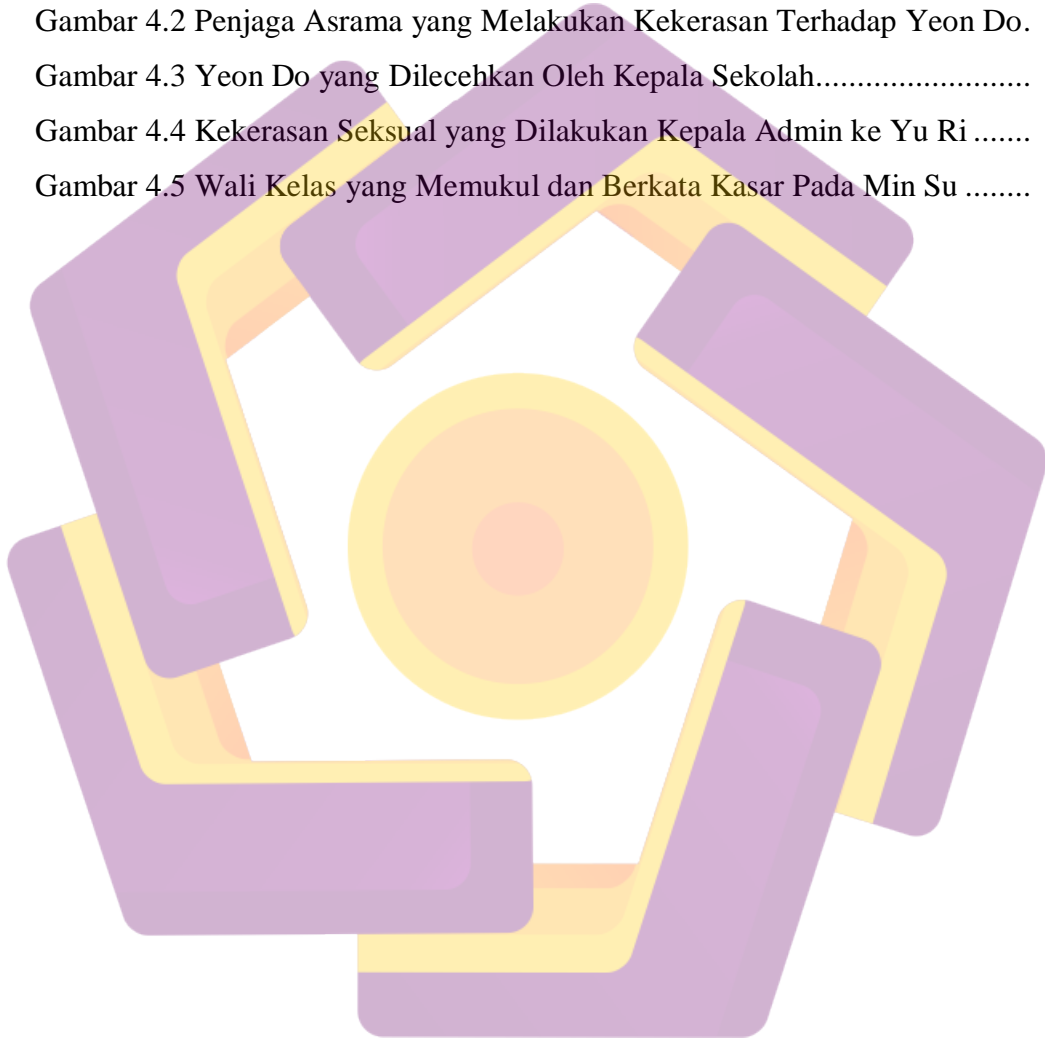 Gambar 4.2 Penjaga Asrama yang Melakukan Kekerasan Terhadap Yeon Do.
Gambar 4.3 Yeon Do yang Dilecehkan Oleh Kepala Sekolah..........................
Gambar 4.4 Kekerasan Seksual yang Dilakukan Kepala Admin ke Yu Ri .......
Gambar 4.5 Wali Kelas yang Memukul dan Berkata Kasar Pada Min Su ........